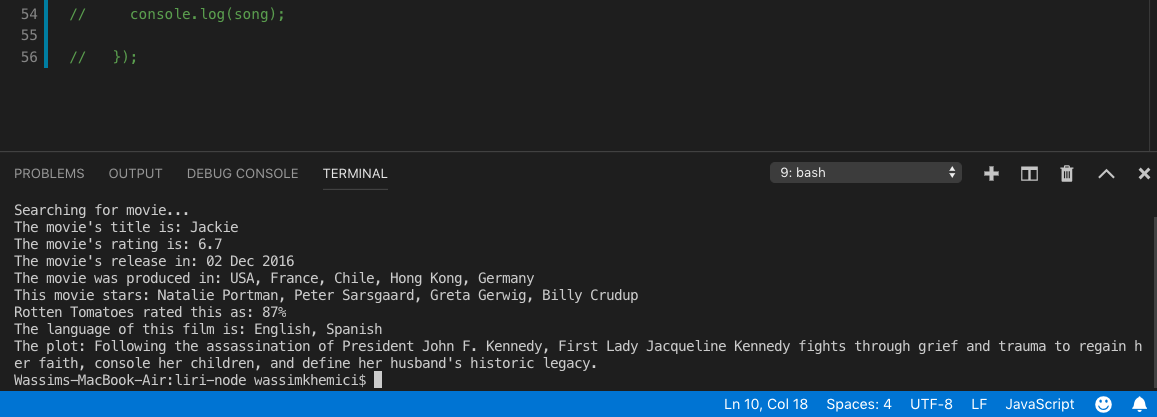 54 // console.log(song);
55
56 // });
PROBLEMS OUTPUT DEBUG CONSOLE TERMINAL 9: bash
Searching for movie...
The movie's title is: Jackie
The movie's rating is: 6.7
The movie's release in: 02 Dec 2016
The movie was produced in: USA, France, Chile, Hong Kong, Germany
This movie stars: Natalie Portman, Peter Sarsgaard, Greta Gerwig, Billy Crudup
Rotten Tomatoes rated this as: 87%
The language of this film is: English, Spanish
The plot: Following the assassination of President John F. Kennedy, First Lady Jacqueline Kennedy fights through grief and trauma to regain h
er faith, console her children, and define her husband's historic legacy.
Wassims-MacBook-Air:liri-node wassimkhemici$
Ln 10, Col 18 Spaces: 4 UTF-8 LF JavaScript